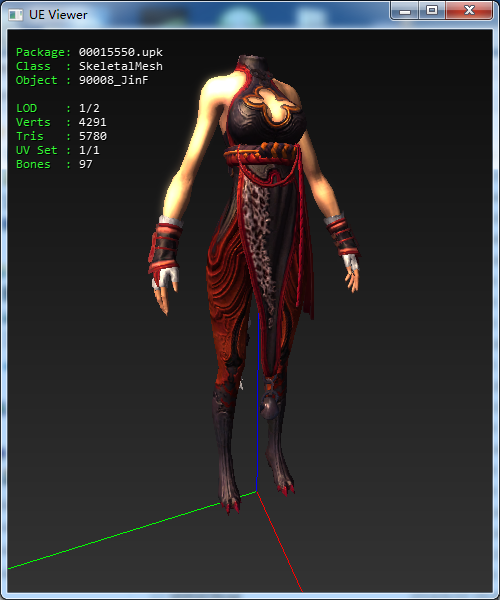 UE Viewer
Package: 00015550.upk
Class : SkeletalMesh
Object : 90008_JinF
LOD : 1/2
Verts : 4291
Tris : 5780
UV Set : 1/1
Bones : 97